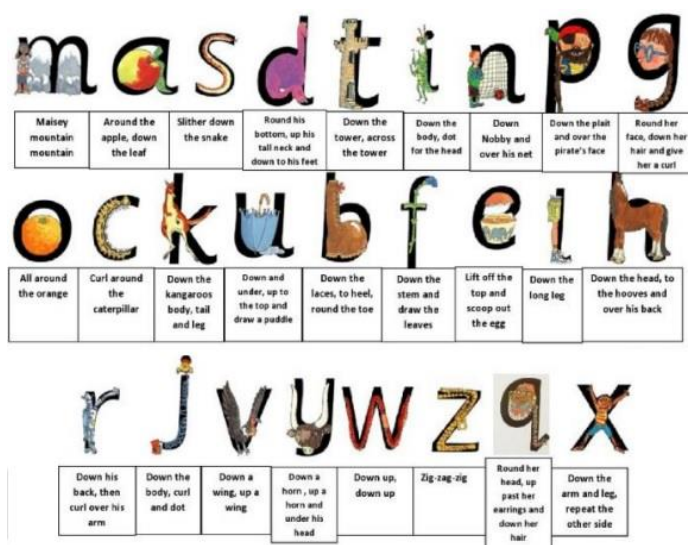 m a s d t i n p g
Maisey
mountain
mountain
Around the
apple, down
the leaf
Slither down
the snake
Round his
bottom, up his
tall neck and
down to his feet
Down the
tower, across
the tower
Down the
body, dot
for the head
Down
Nobby and
over his net
Down the plait
and over the
pirate's face
Round her
face, down her
hair and give
her a curl
o c k u b f e l h
All around
the orange
Curl around
the
caterpillar
Down the
kangaroos
body, tail
and leg
Down and
under, up to
the top and
draw a puddle
Down the
laces, to heel,
round the toe
Down the
stem and
draw the
leaves
Lift off the
top and
scoop out
the egg
Down the
long leg
Down the head, to
the hooves and
over his back
r j v y w z q x
Down his
back, then
curl over his
arm
Down the
body, curl
and dot
Down a
wing, up a
wing
Down a
horn , up a
horn and
under his
head
Down up,
down up
Zig-zag-zig
Round her
head, up
past her
earrings and
down her
hair
Down the
arm and leg,
repeat the
other side